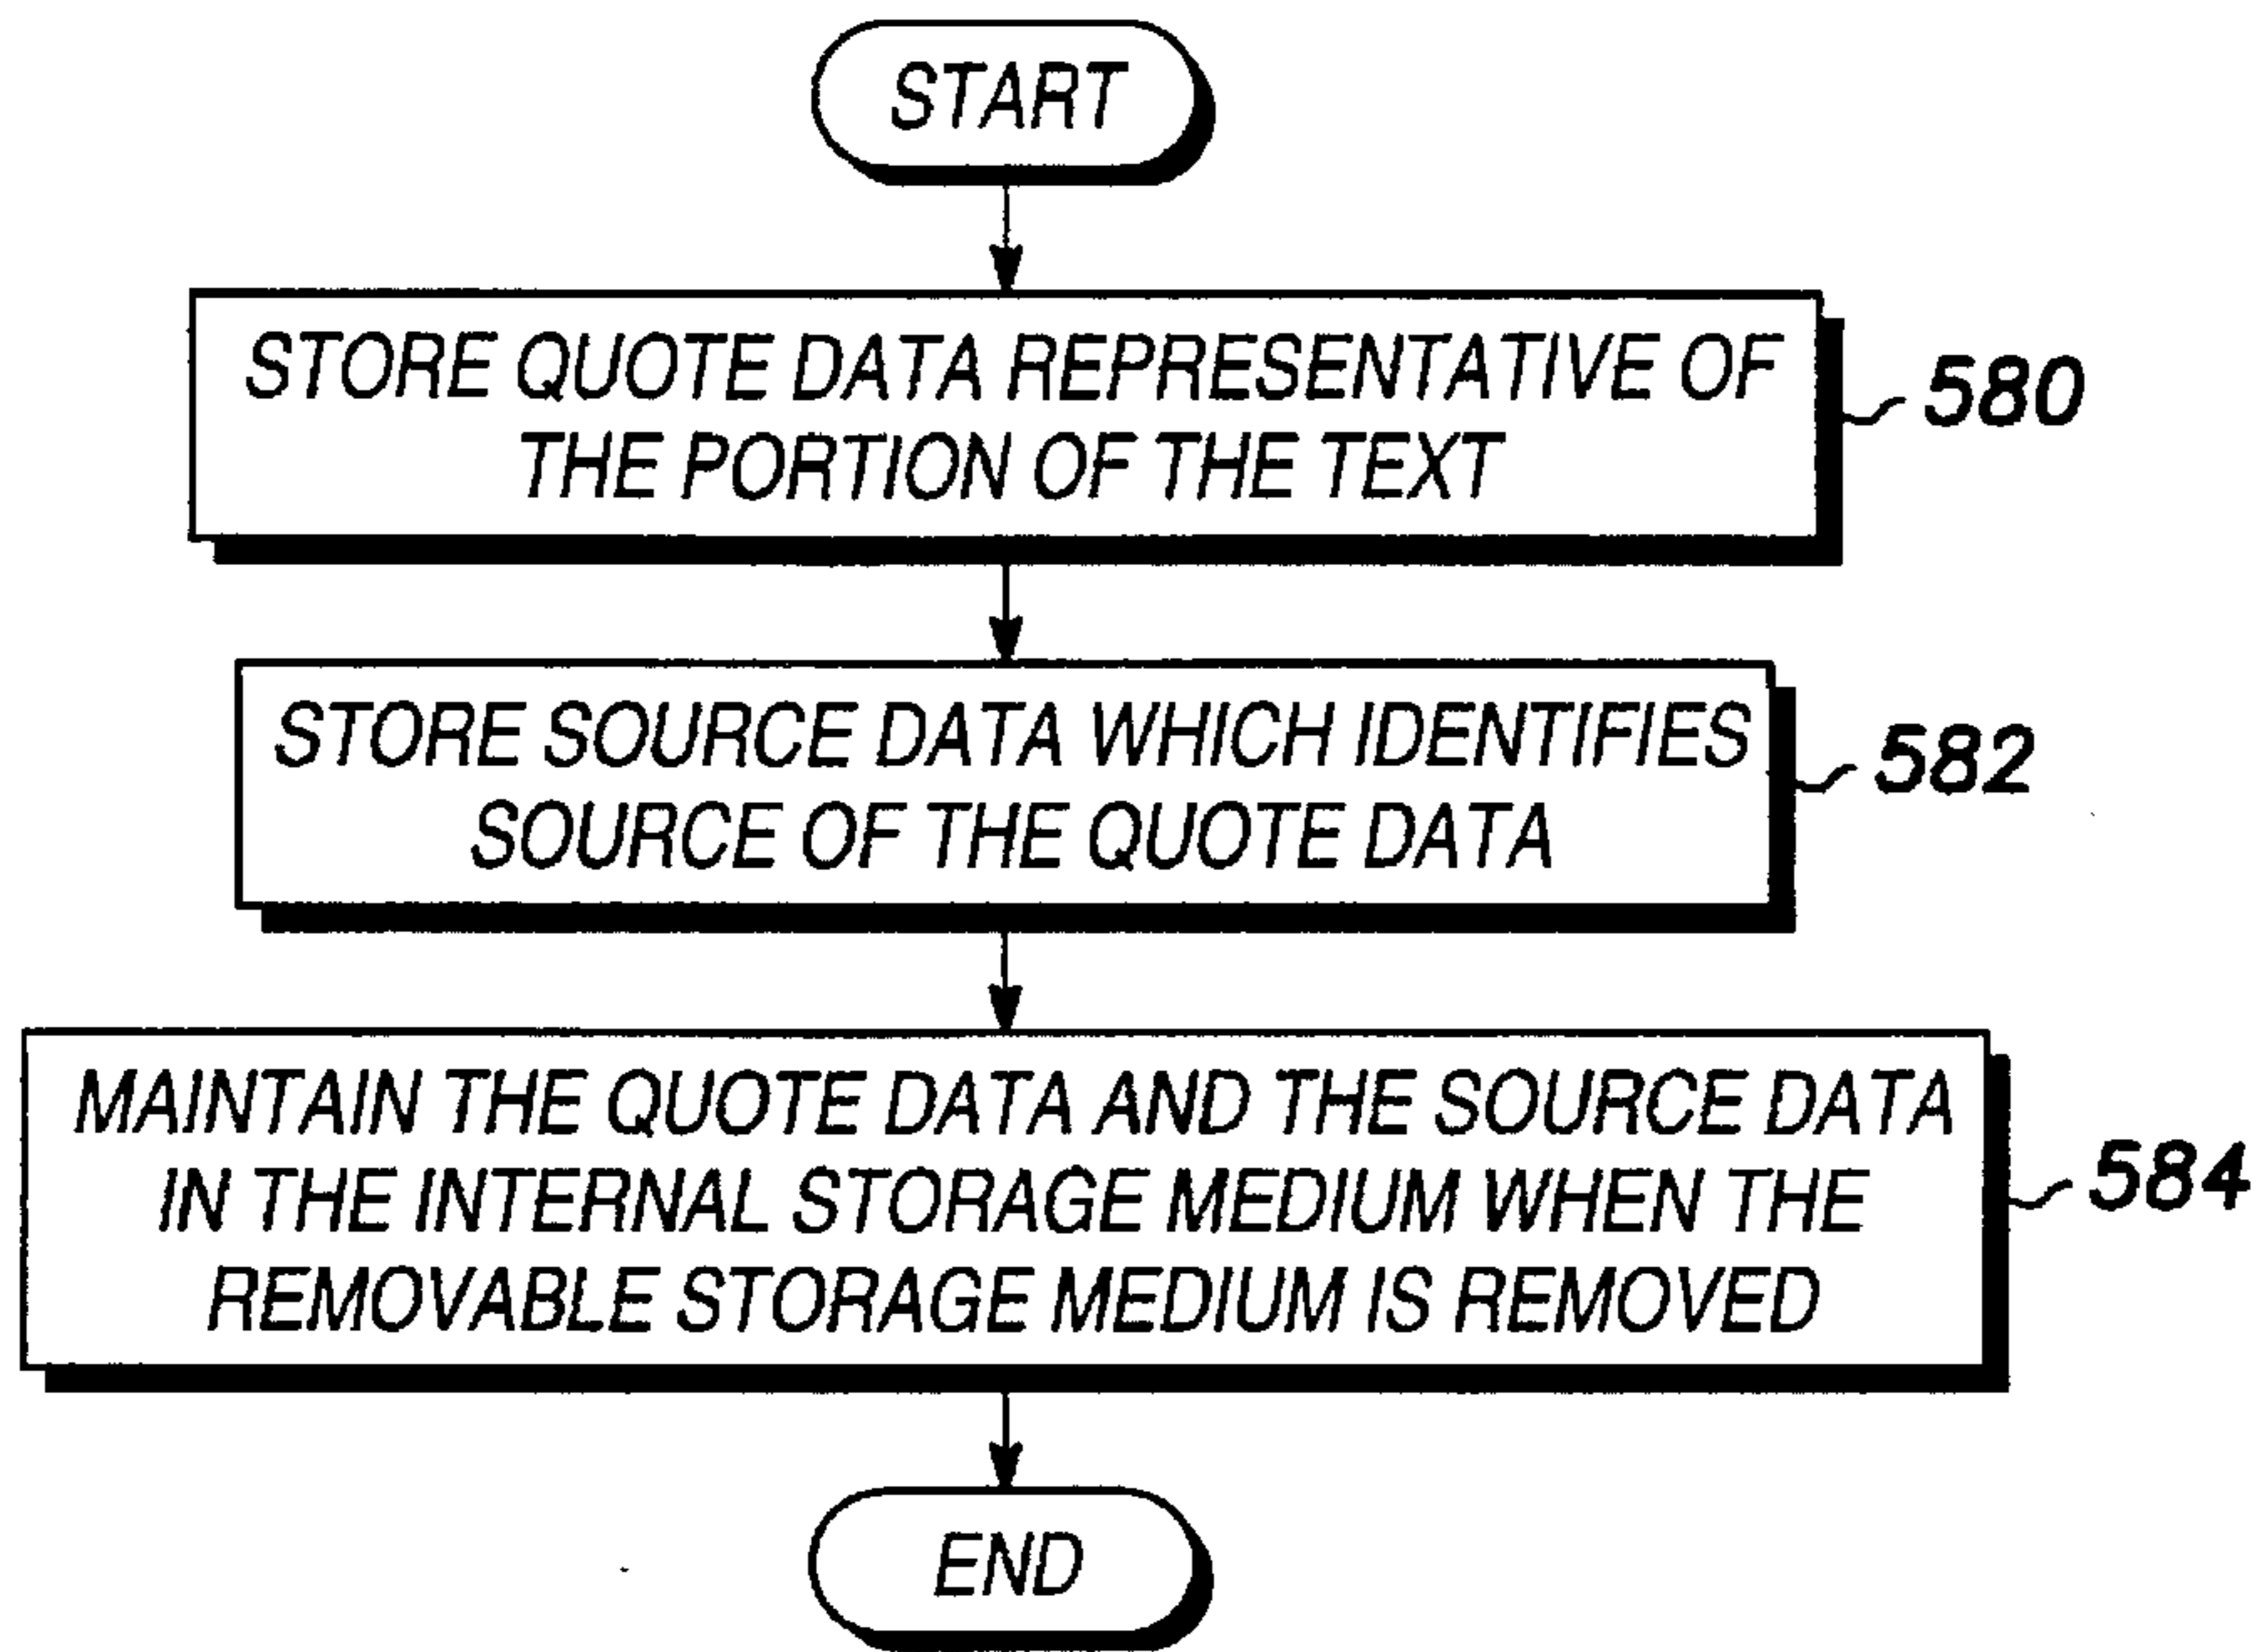 START
STORE QUOTE DATA REPRESENTATIVE OF
THE PORTION OF THE TEXT
580
STORE SOURCE DATA WHICH IDENTIFIES
SOURCE OF THE QUOTE DATA
582
MAINTAIN THE QUOTE DATA AND THE SOURCE DATA
IN THE INTERNAL STORAGE MEDIUM WHEN THE
REMOVABLE STORAGE MEDIUM IS REMOVED
584
END